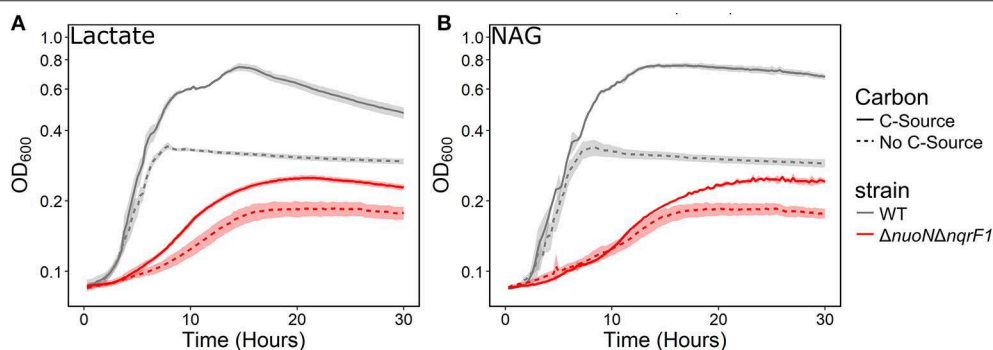 A
Lactate
1.0
0.8
0.6
0.4
0.2
0.1
OD600
0
10
20
30
Time (Hours)
B
NAG
1.0
0.8
0.6
0.4
0.2
0.1
OD600
0
10
20
30
Time (Hours)
Carbon
C-Source
No C-Source
strain
WT
ΔnuoNΔnqrF1